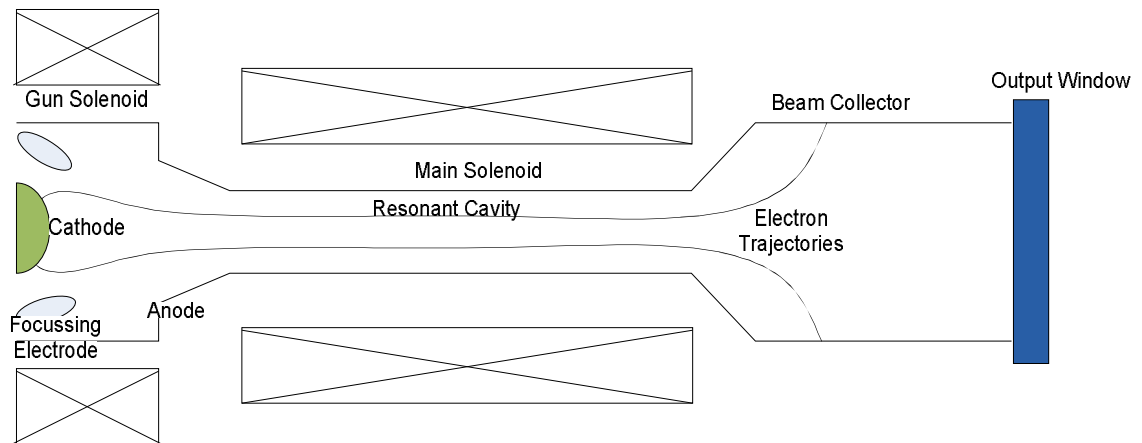 Output Window
Gun Solenoid
Beam Collector
Main Solenoid
Resonant Cavity
Cathode
Electron
Trajectories
Anode
Focussing
Electrode